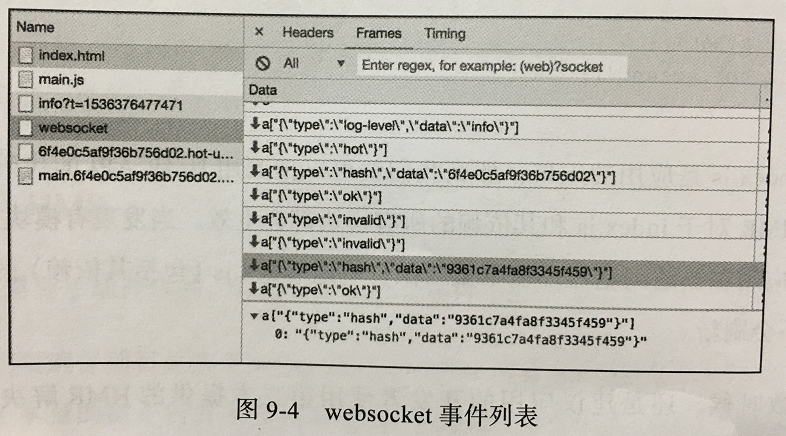 Name
index.html
main.js
info?t=1536376477471
websocket
6f4e0c5af9f36b756d02.hot-u...
main.6f4e0c5af9f36b756d02....
× Headers Frames Timing
All ▼ Enter regex, for example: (web)?socket
Data
a["{\"type\":\"log-level\",\"data\":\"info\"}"]
a["{\"type\":\"hot\"}"]
a["{\"type\":\"hash\",\"data\":\"6f4e0c5af9f36b756d02\"}"]
a["{\"type\":\"ok\"}"]
a["{\"type\":\"invalid\"}"]
a["{\"type\":\"invalid\"}"]
a["{\"type\":\"hash\",\"data\":\"9361c7a4fa8f3345f459\"}"]
a["{\"type\":\"ok\"}"]
▼ a["{"type":"hash","data":"9361c7a4fa8f3345f459"}"]
0: "{"type":"hash","data":"9361c7a4fa8f3345f459"}"
图 9-4 websocket 事件列表